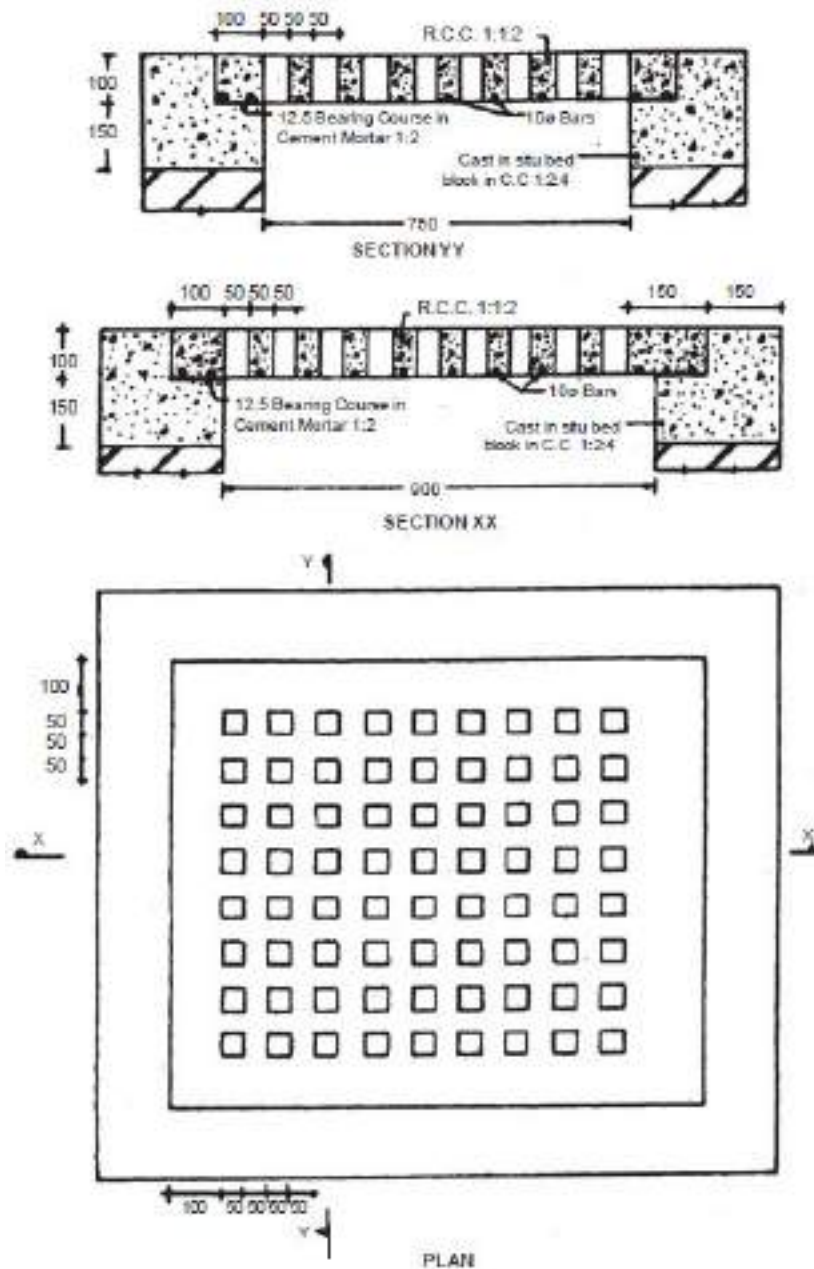 100 50 50 50
R.C.C. 1:1:2
100
150
12.5 Bearing Course in
Cement Mortar 1:2
10ø Bars
Cast in situ bed
block in C.C 1:2:4
750
SECTION YY
100 50 50 50
150 150
R.C.C. 1:1:2
100
150
12.5 Bearing Course in
Cement Mortar 1:2
10ø Bars
Cast in situ bed
block in C.C 1:2:4
900
SECTION XX
Y
100
50
50
50
X
X
100 50 50 50
Y
PLAN